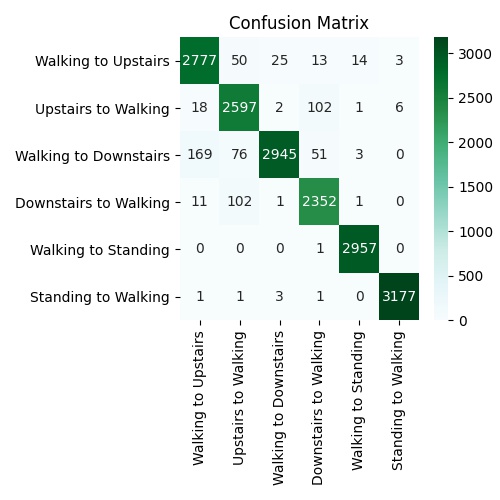 Confusion Matrix
Walking to Upstairs 2777 50 25 13 14 3
Upstairs to Walking 18 2597 2 102 1 6
Walking to Downstairs 169 76 2945 51 3 0
Downstairs to Walking 11 102 1 2352 1 0
Walking to Standing 0 0 0 1 2957 0
Standing to Walking 1 1 3 1 0 3177
Walking to Upstairs
Upstairs to Walking
Walking to Downstairs
Downstairs to Walking
Walking to Standing
Standing to Walking
3000
2500
2000
1500
1000
500
0